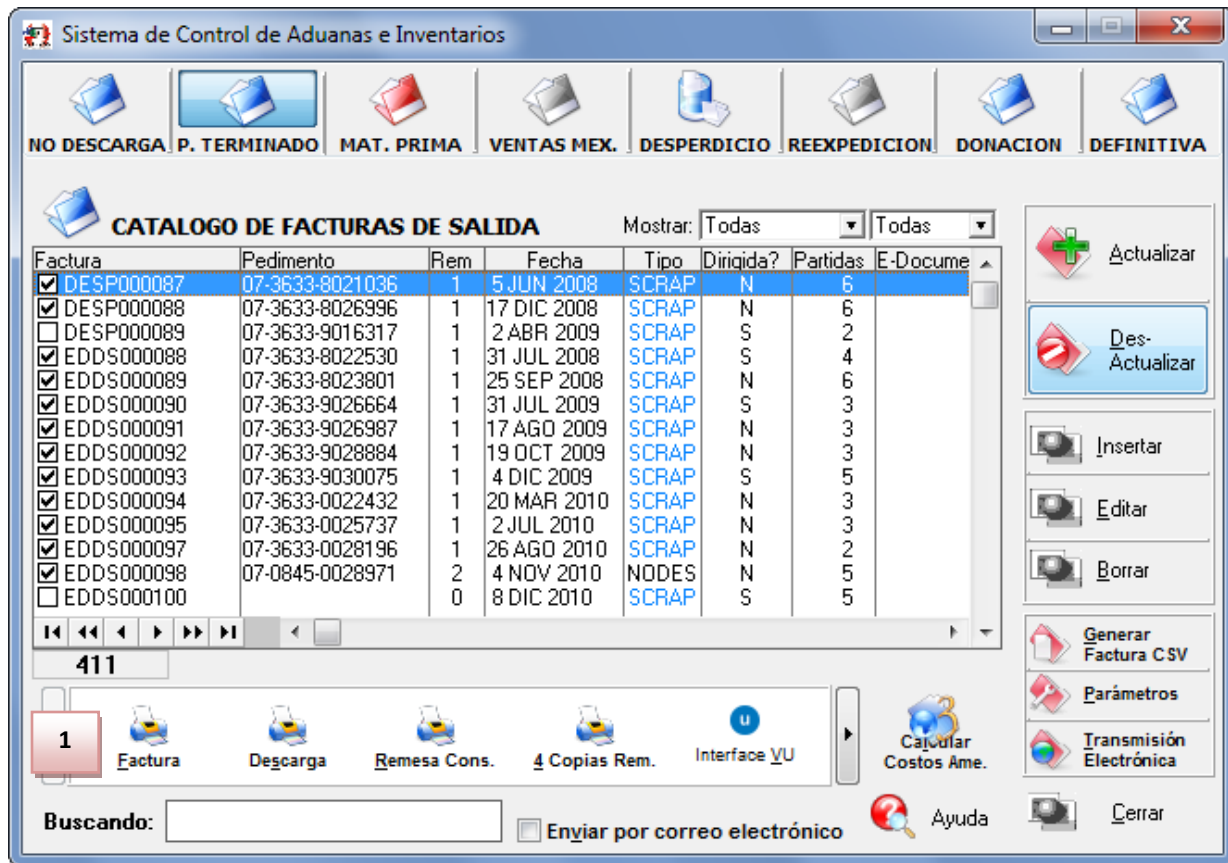 Sistema de Control de Aduanas e Inventarios
NO DESCARGA P. TERMINADO MAT. PRIMA VENTAS MEX. DESPERDICIO REEXPEDICION DONACION DEFINITIVA
CATALOGO DE FACTURAS DE SALIDA Mostrar: Todas Todas
Factura Pedimento Rem Fecha Tipo Dirigida? Partidas E-Docume
DESP000087 07-3633-8021036 1 5 JUN 2008 SCRAP N 6
DESP000088 07-3633-8026996 1 17 DIC 2008 SCRAP N 6
DESP000089 07-3633-9016317 1 2 ABR 2009 SCRAP S 2
EDDS000088 07-3633-8022530 1 31 JUL 2008 SCRAP S 4
EDDS000089 07-3633-8023801 1 25 SEP 2008 SCRAP N 6
EDDS000090 07-3633-9026664 1 31 JUL 2009 SCRAP S 3
EDDS000091 07-3633-9026987 1 17 AGO 2009 SCRAP N 3
EDDS000092 07-3633-9028884 1 19 OCT 2009 SCRAP N 3
EDDS000093 07-3633-9030075 1 4 DIC 2009 SCRAP S 5
EDDS000094 07-3633-0022432 1 20 MAR 2010 SCRAP N 3
EDDS000095 07-3633-0025737 1 2 JUL 2010 SCRAP N 3
EDDS000097 07-3633-0028196 1 26 AGO 2010 SCRAP N 2
EDDS000098 07-0845-0028971 2 4 NOV 2010 NODES N 5
EDDS000100 0 8 DIC 2010 SCRAP S 5
411
Actualizar
Des-
Actualizar
Insertar
Editar
Borrar
Generar
Factura CSV
Parámetros
Transmisión
Electrónica
1
Factura Descarga Remesa Cons. 4 Copias Rem. u Interface VU
Calcular
Costos Ame.
Buscando: Enviar por correo electrónico Ayuda Cerrar